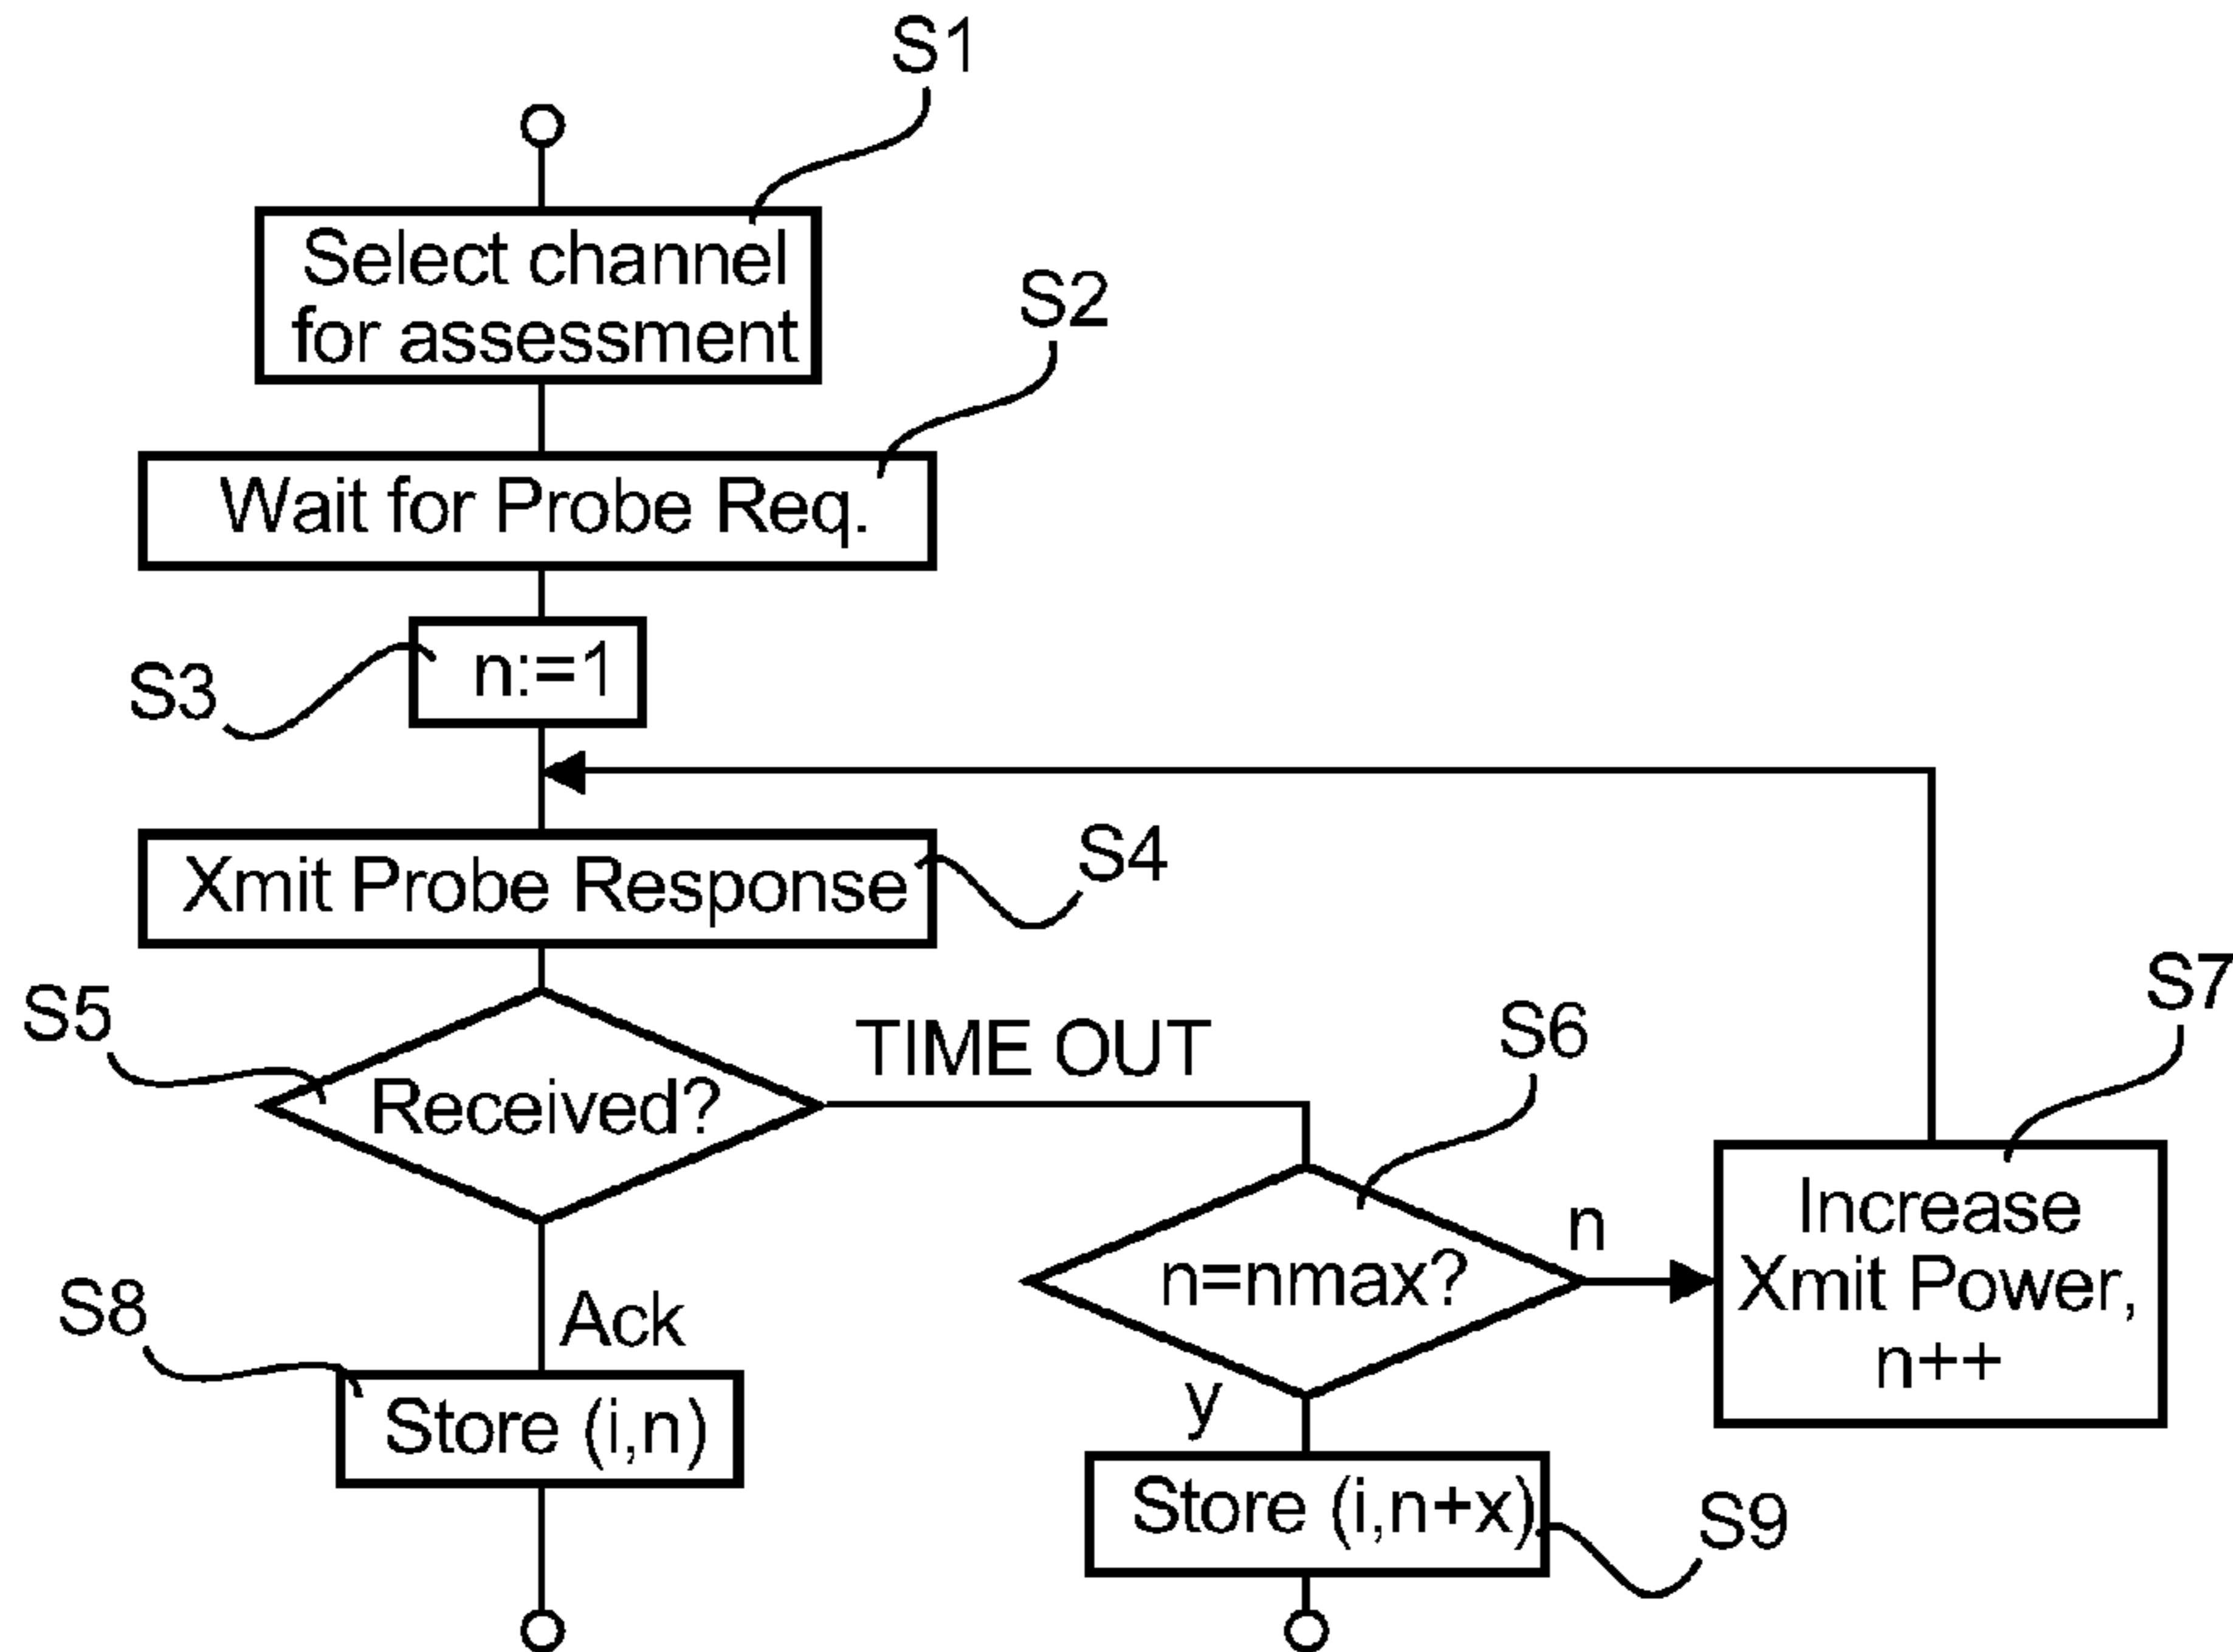 S1
Select channel
for assessment
S2
Wait for Probe Req.
S3
n:=1
Xmit Probe Response
S4
S5
Received?
TIME OUT
S6
n=nmax?
n
S7
Increase
Xmit Power,
n++
S8
Ack
Store (i,n)
y
Store (i,n+x)
S9